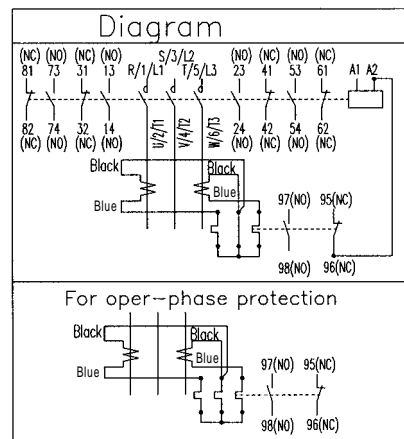 Diagram
(NC) (NO) (NC) (NO) S/3/L2 (NO) (NC) (NO) (NC)
81 73 31 13 R/1/L1 T/5/L3 23 41 53 61 A1 A2
82 74 32 14 U/2/T1 V/4/T2 W/6/T3 24 42 54 62
(NC) (NO) (NC) (NO) (NO) (NC) (NO) (NC)
Black Black
Blue Blue
97(NO) 95(NC)
98(NO) 96(NC)
For oper-phase protection
Black Black
Blue Blue
97(NO) 95(NC)
98(NO) 96(NC)